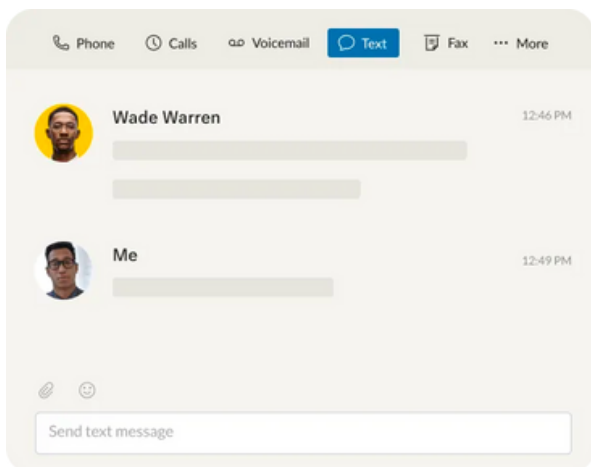 Phone Calls Voicemail Text Fax More
Wade Warren 12:46 PM
Me 12:49 PM
Send text message